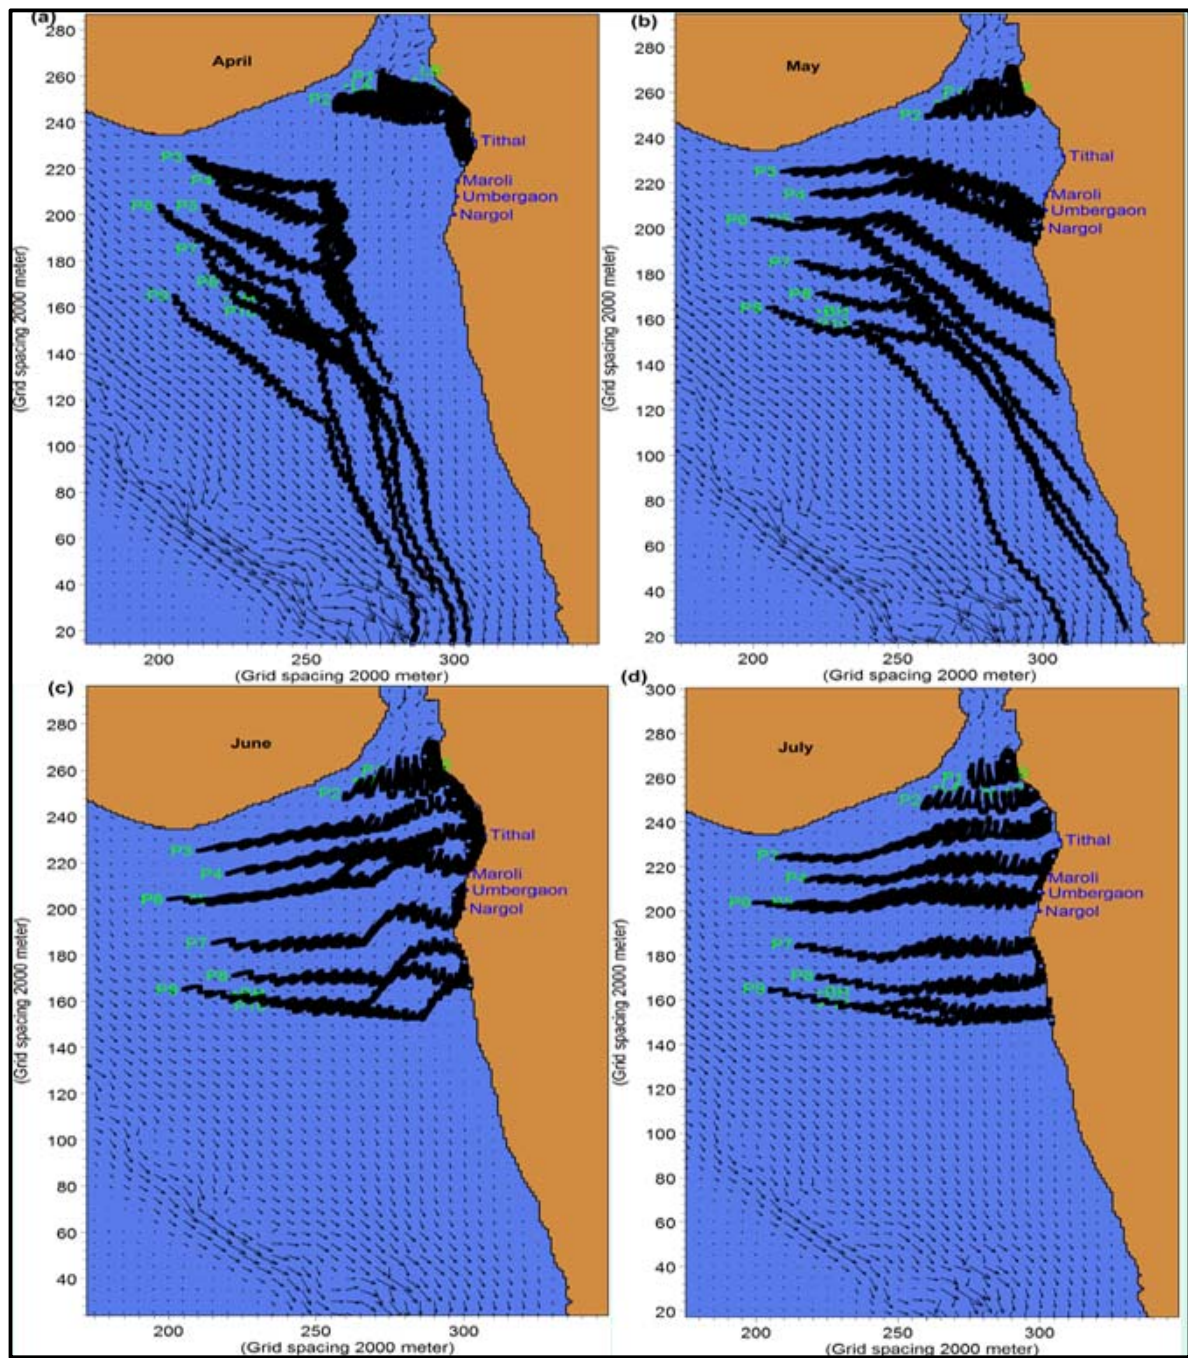 (a)
April
280
260
240
220
200
180
160
140
120
100
80
60
40
20
P2
P3
P4
P6
P5
P7
P8
P9
P10
Tithal
Maroli
Umbergaon
Nargol
200
250
300
(Grid spacing 2000 meter)
(Grid spacing 2000 meter)
(b)
May
280
260
240
220
200
180
160
140
120
100
80
60
40
20
P1
P2
P3
P4
P6
P7
P8
P9
Tithal
Maroli
Umbergaon
Nargol
200
250
300
(Grid spacing 2000 meter)
(Grid spacing 2000 meter)
(c)
June
280
260
240
220
200
180
160
140
120
100
80
60
40
P2
P3
P4
P6
P7
P8
P9
Tithal
Maroli
Umbergaon
Nargol
200
250
300
(Grid spacing 2000 meter)
(Grid spacing 2000 meter)
(d)
July
300
280
260
240
220
200
180
160
140
120
100
80
60
40
20
P1
P2
P7
P8
P9
Tithal
Maroli
Umbergaon
Nargol
200
250
300
(Grid spacing 2000 meter)
(Grid spacing 2000 meter)